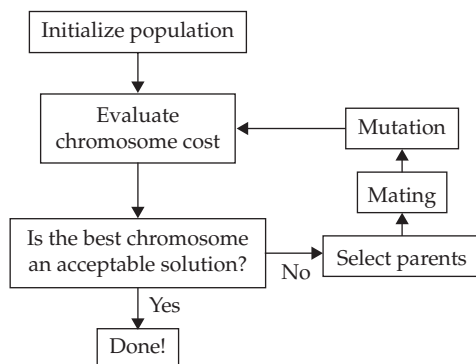 Initialize population
Evaluate
chromosome cost
Mutation
Mating
Is the best chromosome
an acceptable solution?
No
Select parents
Yes
Done!